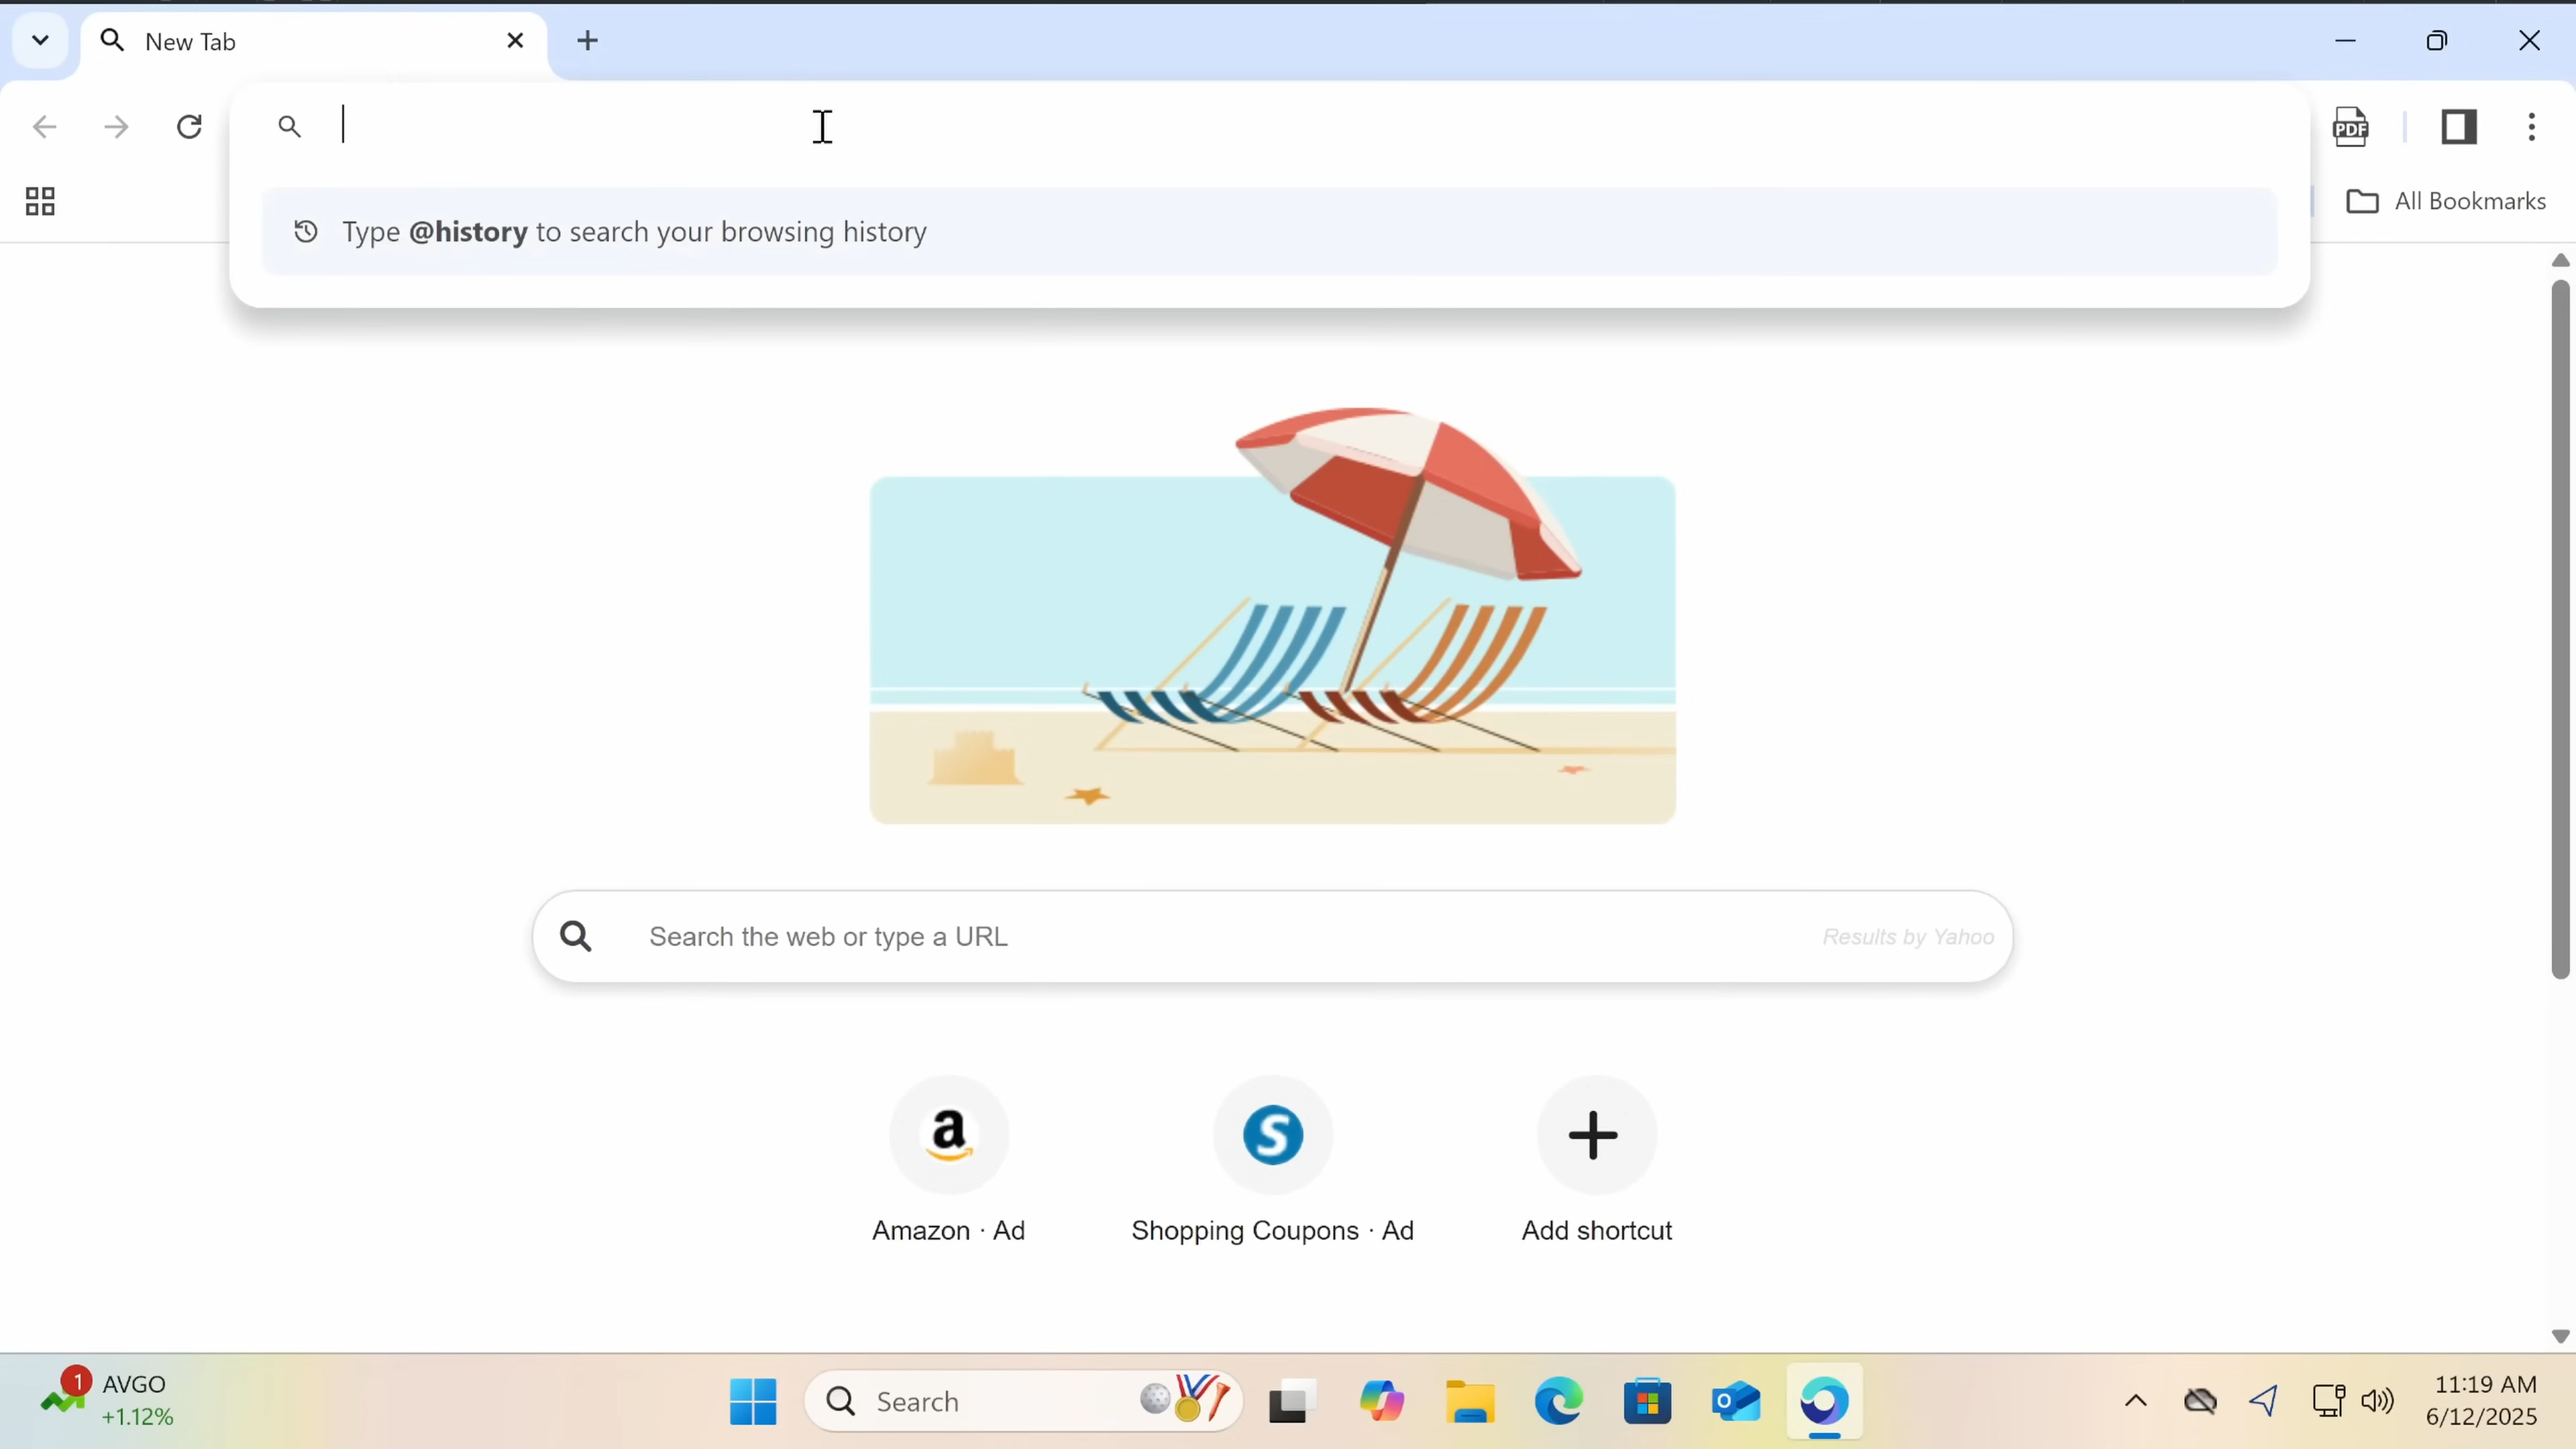 New Tab
PDF
Type @history to search your browsing history
All Bookmarks
Search the web or type a URL
Results by Yahoo
a
S
Amazon · Ad
Shopping Coupons · Ad
Add shortcut
1
AVGO
+1.12%
Search
11:19 AM
6/12/2025